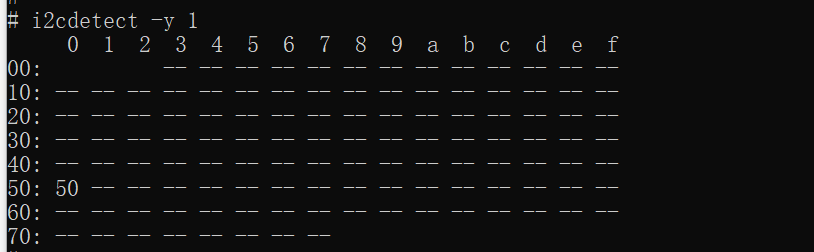 # i2cdetect -y 1
     0  1  2  3  4  5  6  7  8  9  a  b  c  d  e  f
00:          -- -- -- -- -- -- -- -- -- -- -- -- --
10: -- -- -- -- -- -- -- -- -- -- -- -- -- -- -- --
20: -- -- -- -- -- -- -- -- -- -- -- -- -- -- -- --
30: -- -- -- -- -- -- -- -- -- -- -- -- -- -- -- --
40: -- -- -- -- -- -- -- -- -- -- -- -- -- -- -- --
50: 50 -- -- -- -- -- -- -- -- -- -- -- -- -- -- --
60: -- -- -- -- -- -- -- -- -- -- -- -- -- -- -- --
70: -- -- -- -- -- -- -- --